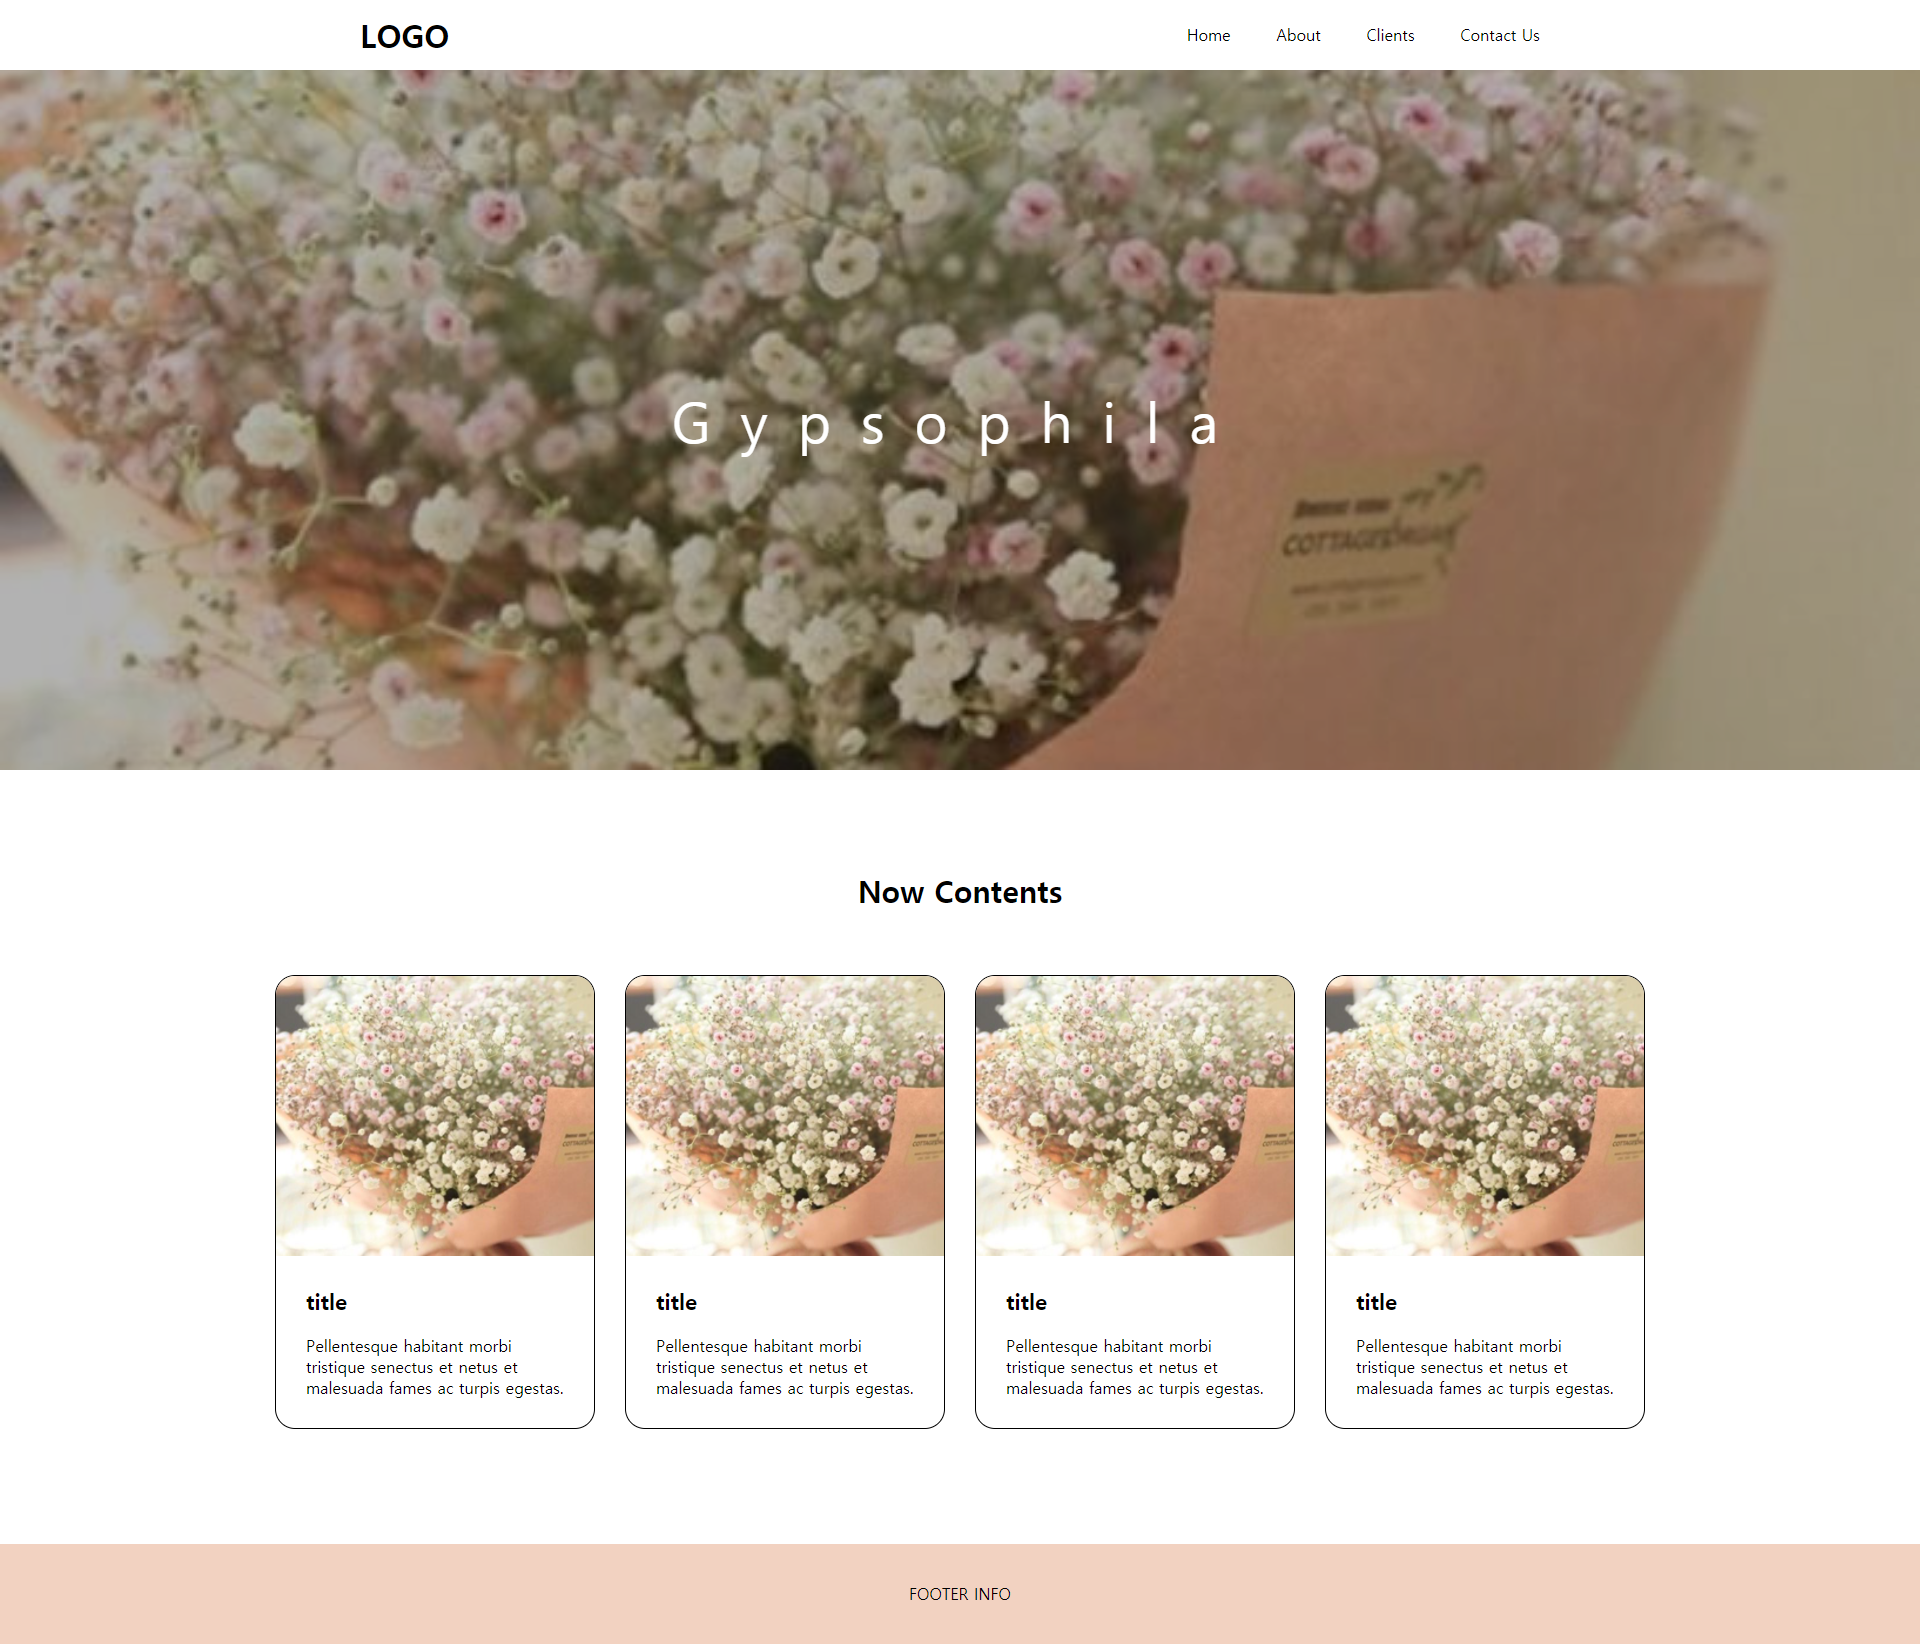 LOGO
Home About Clients Contact Us
Gypsophila
COTTAGE
Now Contents
title
Pellentesque habitant morbi
tristique senectus et netus et
malesuada fames ac turpis egestas.
title
Pellentesque habitant morbi
tristique senectus et netus et
malesuada fames ac turpis egestas.
title
Pellentesque habitant morbi
tristique senectus et netus et
malesuada fames ac turpis egestas.
title
Pellentesque habitant morbi
tristique senectus et netus et
malesuada fames ac turpis egestas.
FOOTER INFO